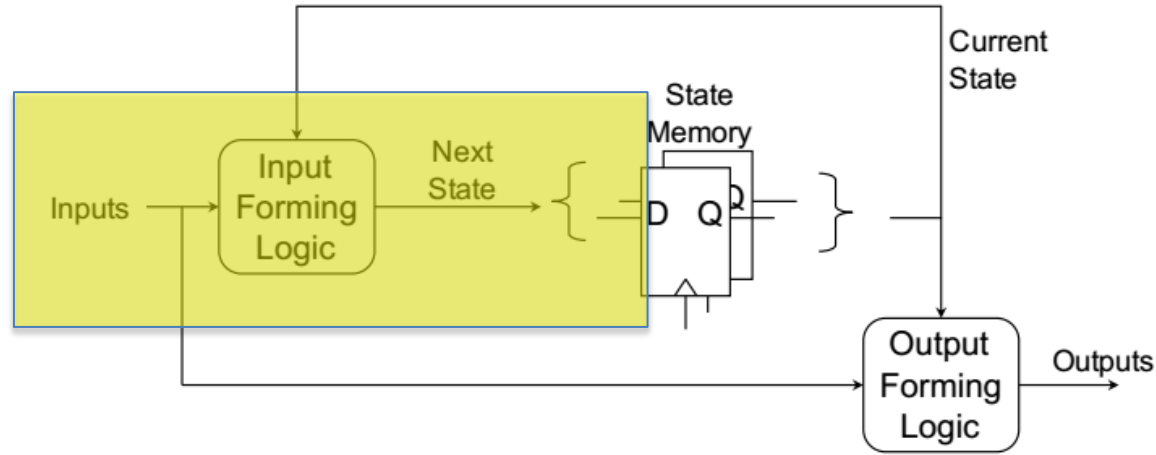 Current
State
State
Memory
Next
State
Input
Forming
Logic
Inputs
D
Q
Q
Output
Forming
Logic
Outputs